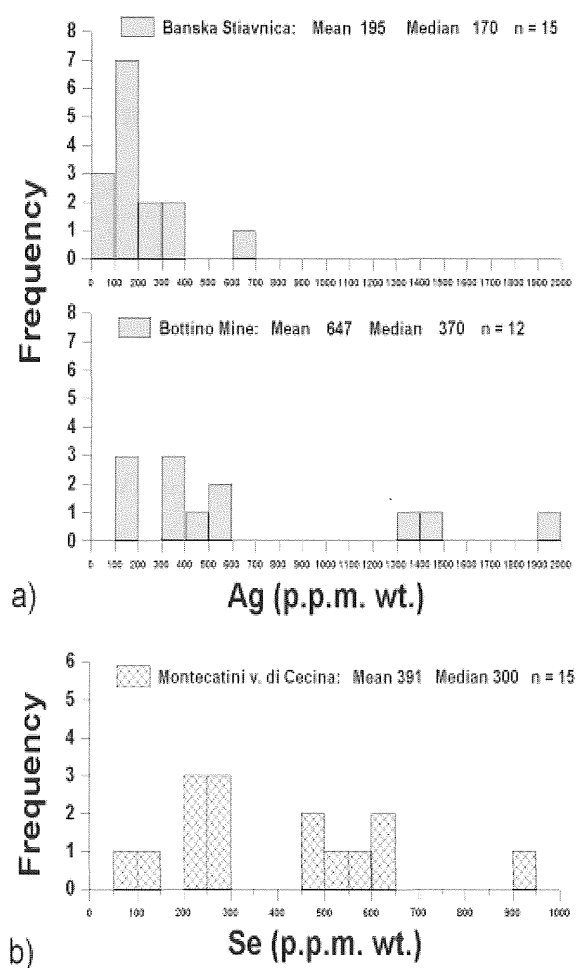 8
Banska Stiavnica: Mean 195 Median 170 n = 15
7
6
5
4
3
2
1
0
0 100 200 300 400 500 600 700 800 900 1000 1100 1200 1300 1400 1500 1600 1700 1800 1900 2000
Frequency
8
Bottino Mine: Mean 647 Median 370 n = 12
7
6
5
4
3
2
1
0
0 100 200 300 400 500 600 700 800 900 1000 1100 1200 1300 1400 1500 1600 1700 1800 1900 2000
a) Ag (p.p.m. wt.)
6
Montecatini v. di Cecina: Mean 391 Median 300 n = 15
5
4
3
2
1
0
Frequency
0 100 200 300 400 500 600 700 800 900 1000
b) Se (p.p.m. wt.)